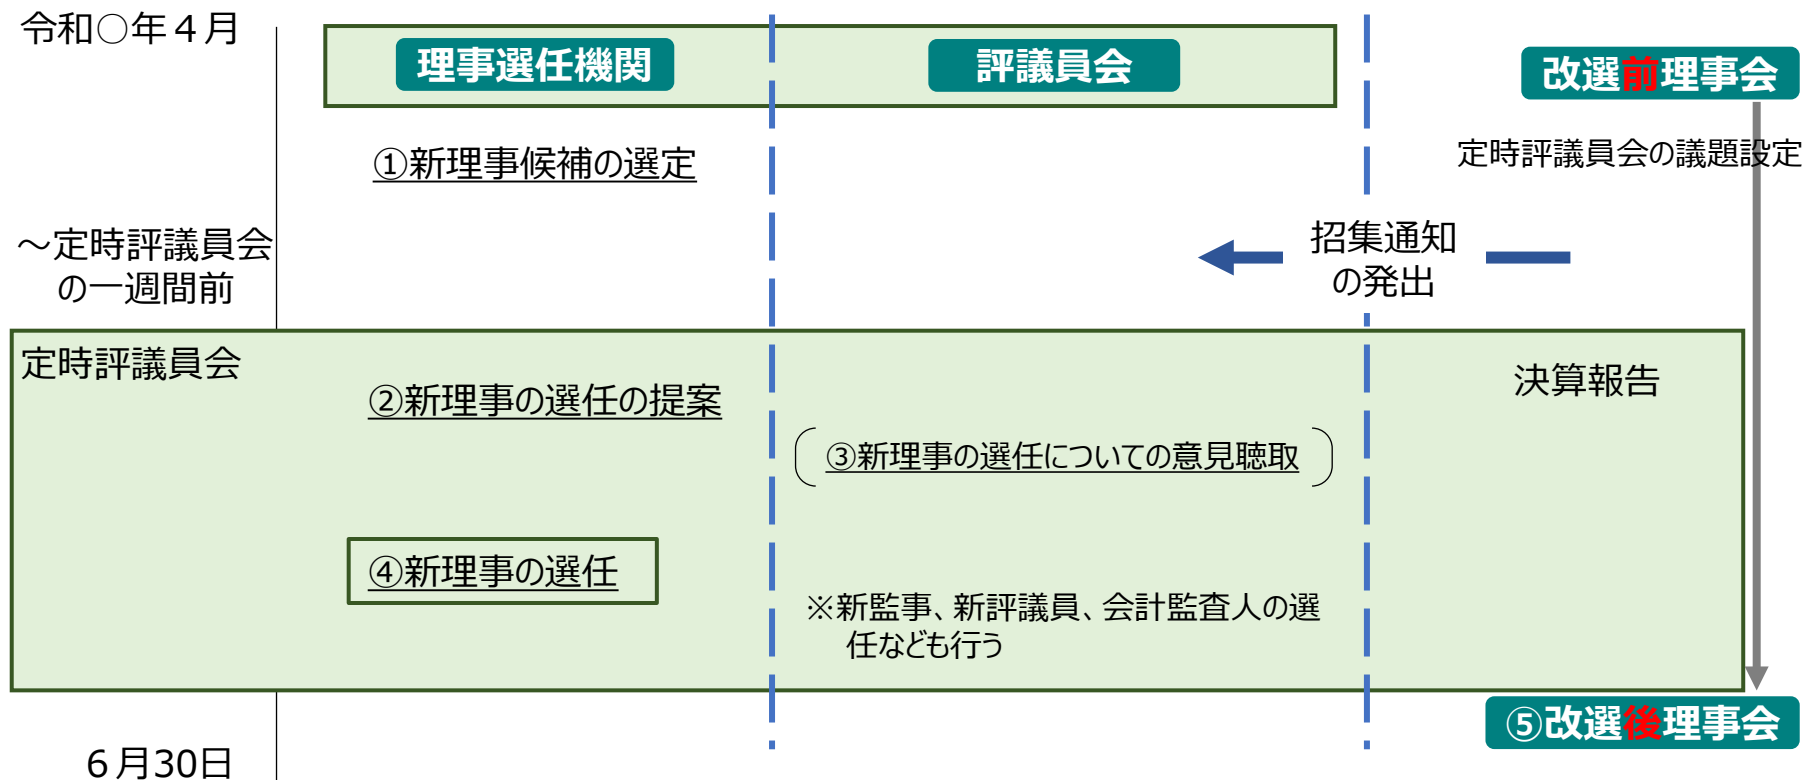 令和○年４月
理事選任機関
評議員会
改選前理事会
①新理事候補の選定
定時評議員会の議題設定
～定時評議員会
の一週間前
招集通知
の発出
定時評議員会
②新理事の選任の提案
決算報告
③新理事の選任についての意見聴取
④新理事の選任
※新監事、新評議員、会計監査人の選
任なども行う
⑤改選後理事会
６月30日